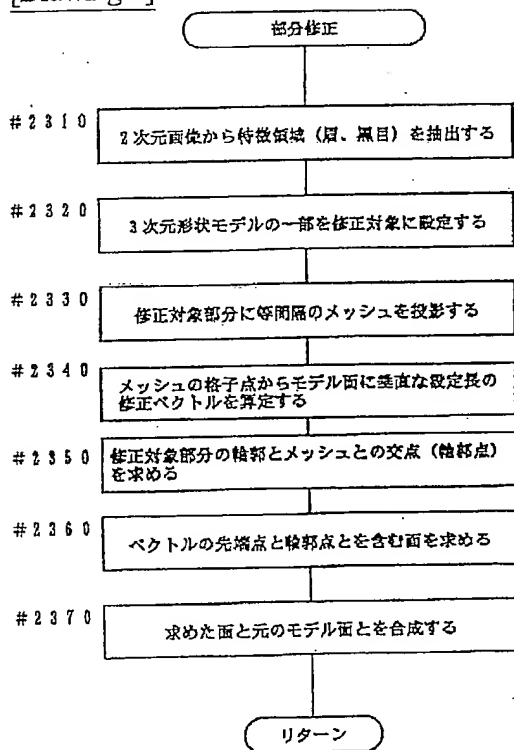 部分修正
#2310
2次元画像から特徴領域(眉、黒目)を抽出する
#2320
3次元形状モデルの一部を修正対象に設定する
#2330
修正対象部分に等間隔のメッシュを投影する
#2340
メッシュの格子点からモデル面に垂直な設定長の
修正ベクトルを算定する
#2350
修正対象部分の輪郭とメッシュとの交点(輪郭点)
を求める
#2360
ベクトルの先端点と輪郭点とを含む面を求める
#2370
求めた面と元のモデル面とを合成する
リターン